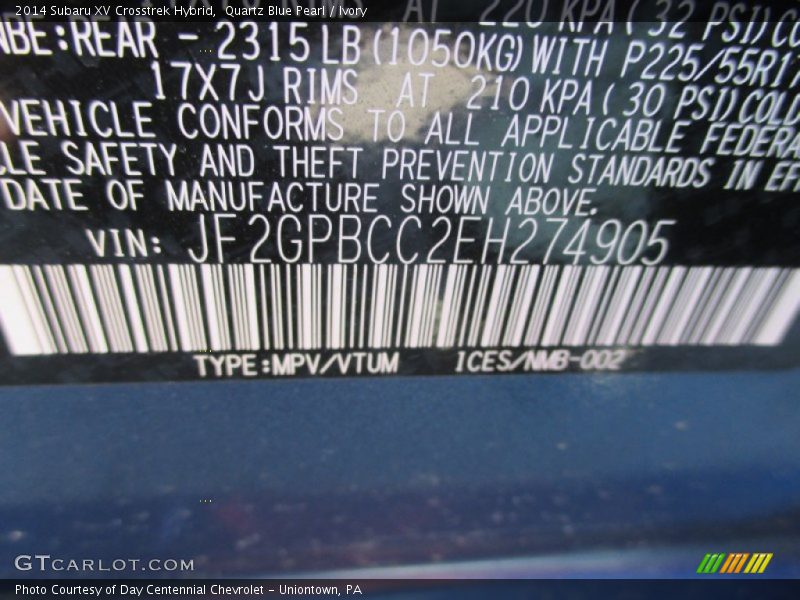 2014 Subaru XV Crosstrek Hybrid, Quartz Blue Pearl / Ivory
AT 220 KPA ( 32 PSI)
REAR - 2315 LB (1050KG) WITH P225/55R17
17X7J RIMS AT 210 KPA ( 30 PSI) COLD
VEHICLE CONFORMS TO ALL APPLICABLE
SAFETY AND THEFT PREVENTION STANDARDS IN
DATE OF MANUFACTURE SHOWN ABOVE.
VIN: JF2GPBCC2EH274905
TYPE:MPV/VTUM ICES/NMB-002
GTCARLOT.COM
Photo Courtesy of Day Centennial Chevrolet - Uniontown, PA